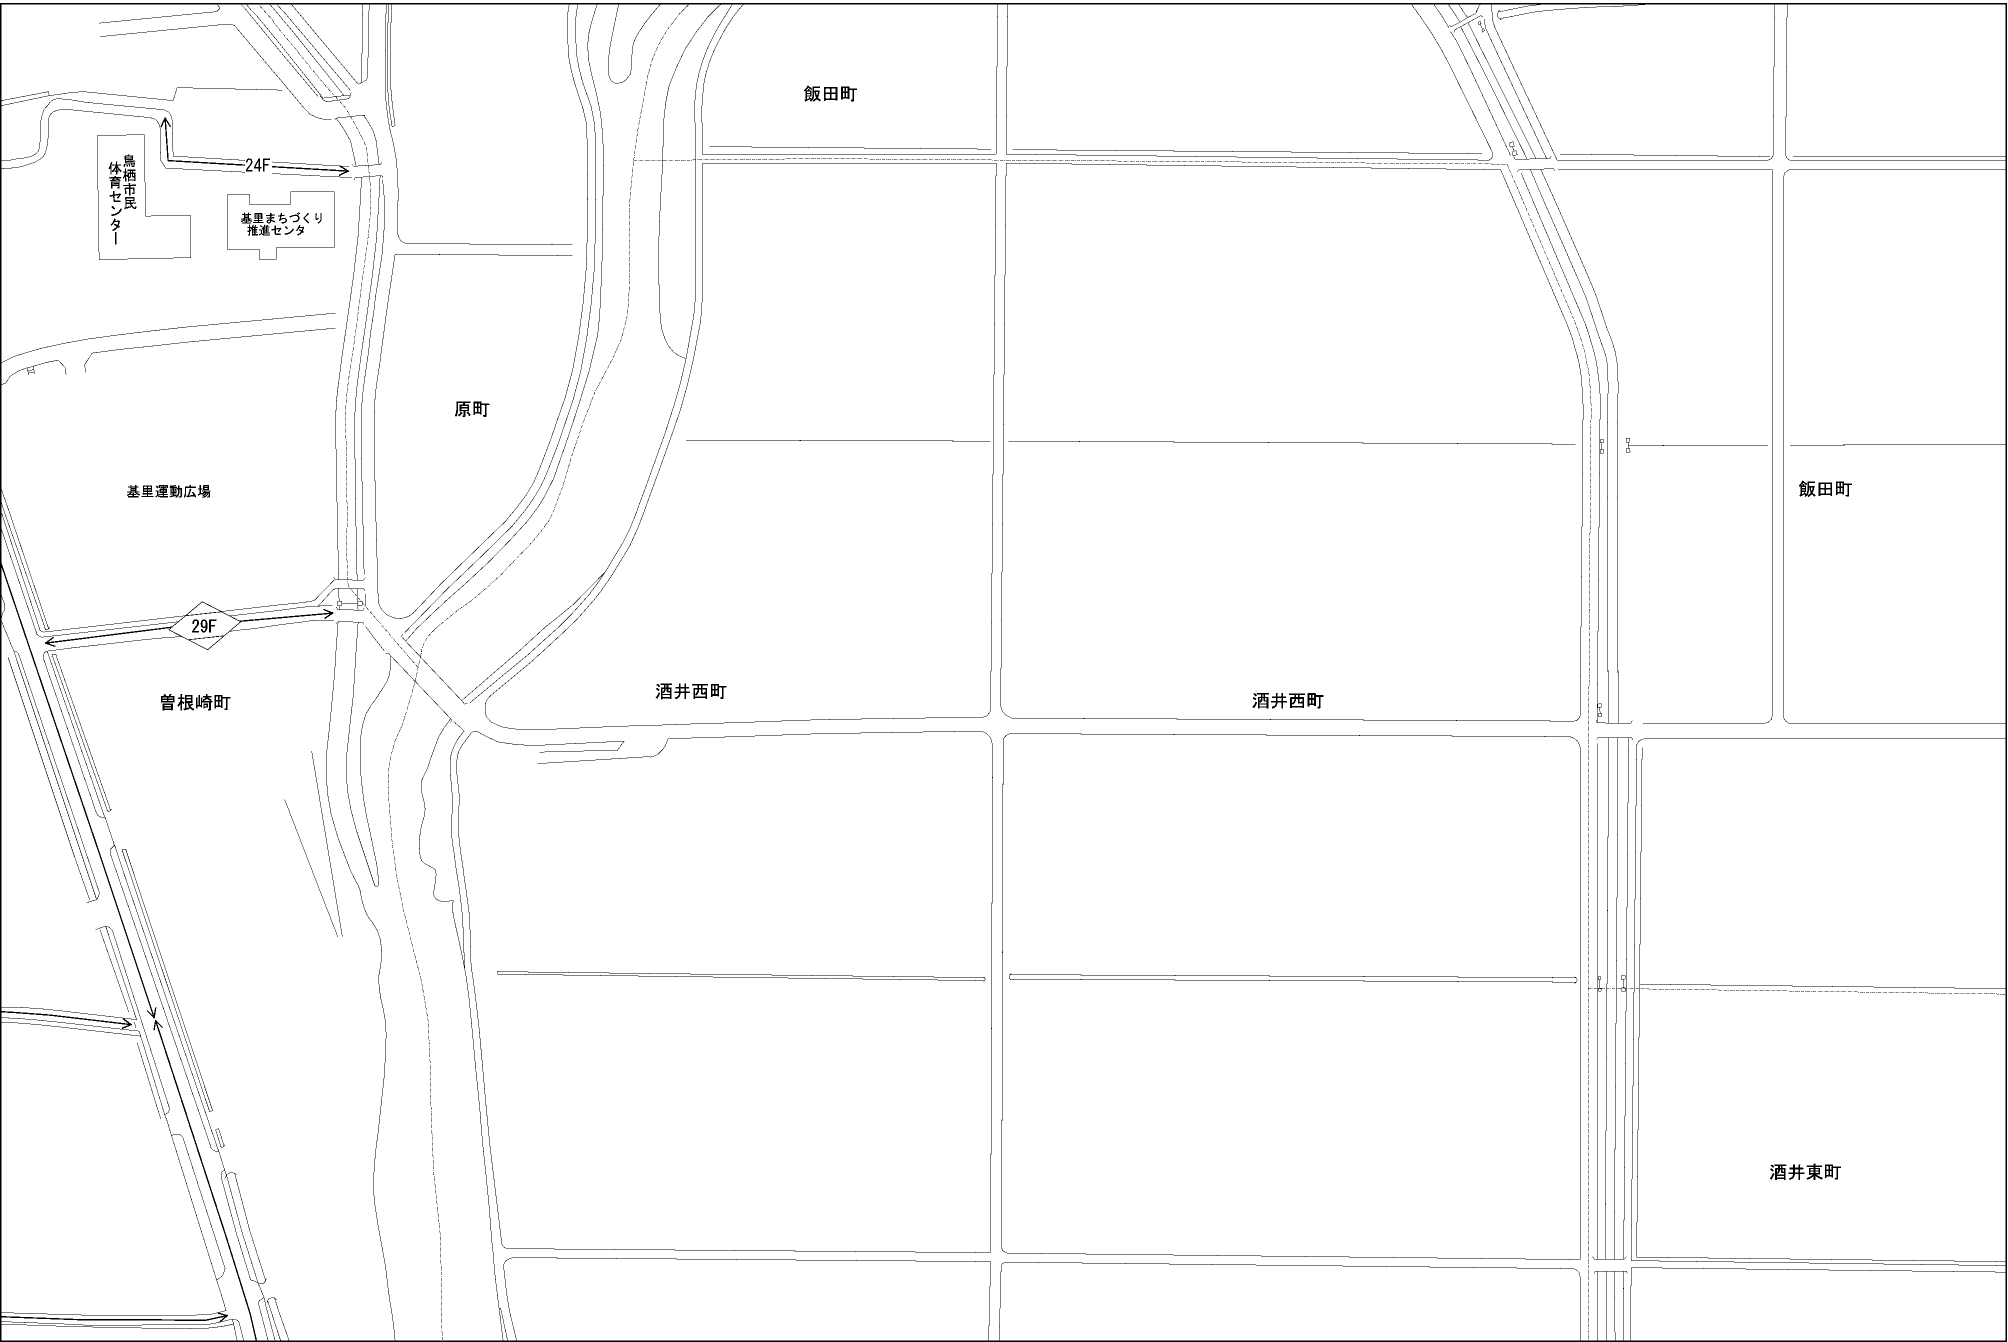 飯田町
鳥栖市民
体育センター
24F
基里まちづくり
推進センタ
原町
基里運動広場
飯田町
29F
曽根崎町
酒井西町
酒井西町
酒井東町